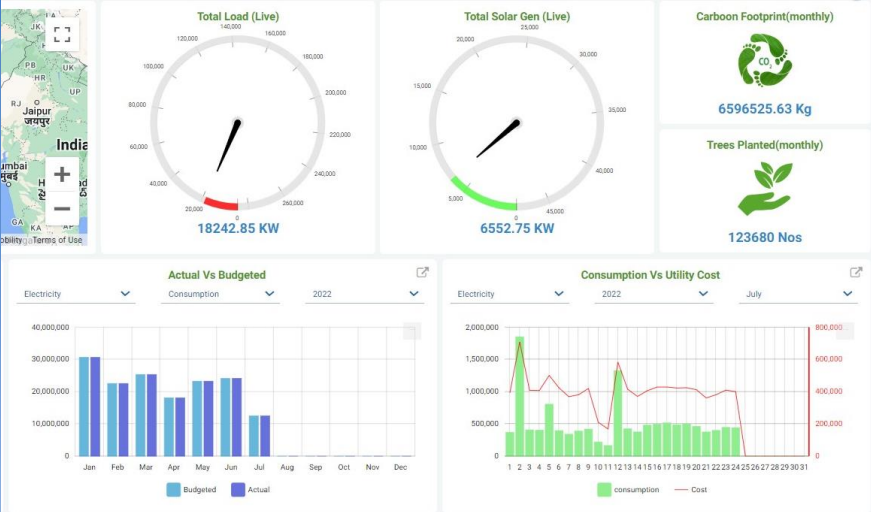 JK
PB
HR
UK
UP
RJ
Jaipur
जयपुर
India
GA
KA
AP
Terms of Use
Total Load (Live)
0
20,000
40,000
60,000
80,000
100,000
120,000
140,000
160,000
180,000
200,000
220,000
240,000
260,000
18242.85 KW
Total Solar Gen (Live)
0
5,000
10,000
15,000
20,000
25,000
30,000
35,000
40,000
45,000
6552.75 KW
Carboon Footprint(monthly)
CO2
6596525.63 Kg
Trees Planted(monthly)
123680 Nos
Actual Vs Budgeted
Electricity Consumption 2022
40,000,000
30,000,000
20,000,000
10,000,000
0
Jan Feb Mar Apr May Jun Jul Aug Sep Oct Nov Dec
Budgeted Actual
Consumption Vs Utility Cost
Electricity 2022 July
2,000,000 800,000
1,500,000 600,000
1,000,000 400,000
500,000 200,000
0 0
1 2 3 4 5 6 7 8 9 10 11 12 13 14 15 16 17 18 19 20 21 22 23 24 25 26 27 28 29 30 31
consumption Cost